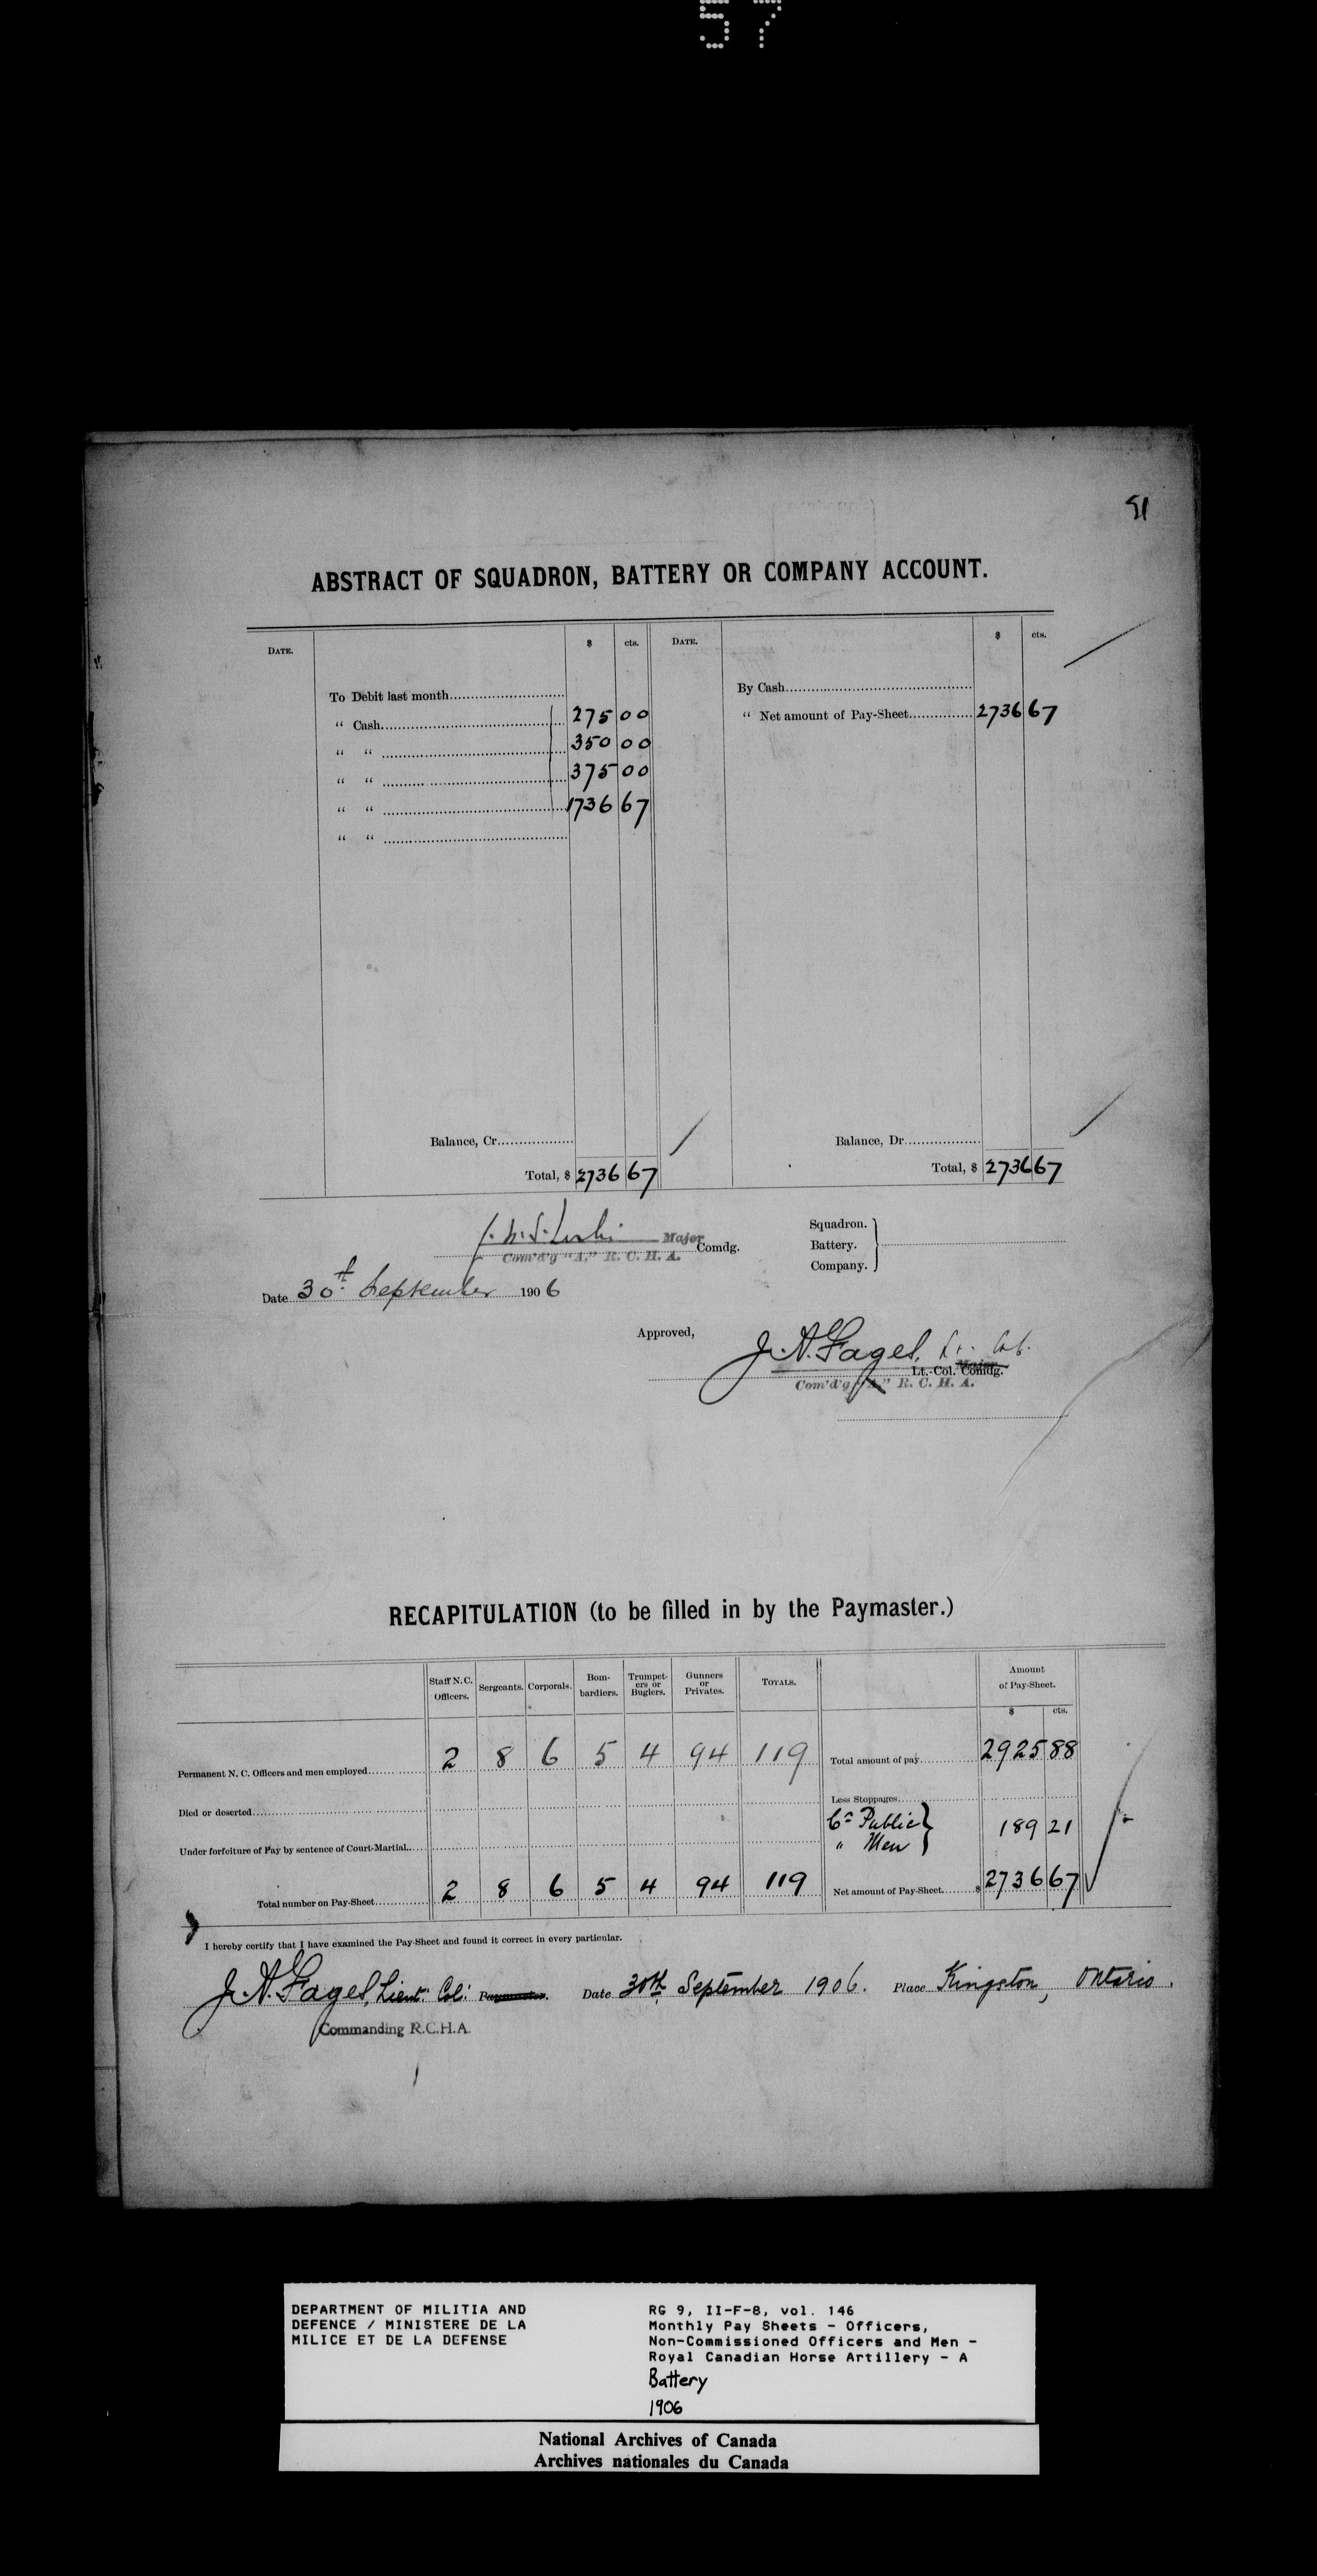 57
51
ABSTRACT OF SQUADRON, BATTERY OR COMPANY ACCOUNT.
DATE. $ cts. DATE. $ cts.
To Debit last month By Cash
“ Cash 275 00 “ Net amount of Pay-Sheet 2736 67
“ “ 350 00
“ “ 375 00
“ “ 1736 67
“ “
Balance, Cr. Balance, Dr.
Total, $ 2736 67 Total, $ 2736 67
Major Comdg.
Com'd'g “A,” R. C. H. A.
Squadron.
Battery.
Company.
Date 30th September 1906
Approved,
Lt. Col.
Lt.-Col. Comdg.
Com'd'g “A” R. C. H. A.
RECAPITULATION (to be filled in by the Paymaster.)
Staff N.C. Officers. Sergeants. Corporals. Bom-bardiers. Trumpet-ers or Buglers. Gunners or Privates. TOTALS. Amount of Pay-Sheet.
$ cts.
Permanent N. C. Officers and men employed 2 8 6 5 4 94 119 Total amount of pay 2925 88
Died or deserted Less Stoppages
Public
Under forfeiture of Pay by sentence of Court-Martial “ Men 189 21
Total number on Pay-Sheet 2 8 6 5 4 94 119 Net amount of Pay-Sheet $ 2736 67
I hereby certify that I have examined the Pay-Sheet and found it correct in every particular.
Lieut: Col: Date 30th September 1906. Place Kingston, Ontario.
Commanding R.C.H.A.
DEPARTMENT OF MILITIA AND
DEFENCE / MINISTERE DE LA
MILICE ET DE LA DEFENSE
RG 9, II-F-8, vol. 146
Monthly Pay Sheets - Officers,
Non-Commissioned Officers and Men -
Royal Canadian Horse Artillery - A
Battery
1906
National Archives of Canada
Archives nationales du Canada